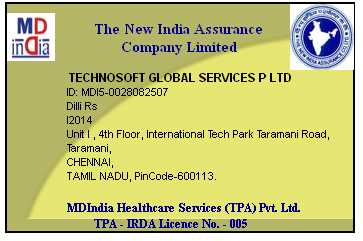 MD
india
The New India Assurance
Company Limited
TECHNOSOFT GLOBAL SERVICES P LTD
ID: MDI5-0028082507
Dilli Rs
I2014
Unit I , 4th Floor, International Tech Park Taramani Road,
Taramani,
CHENNAI,
TAMIL NADU, PinCode-600113.
MDIndia Healthcare Services (TPA) Pvt. Ltd.
TPA - IRDA Licence No. - 005